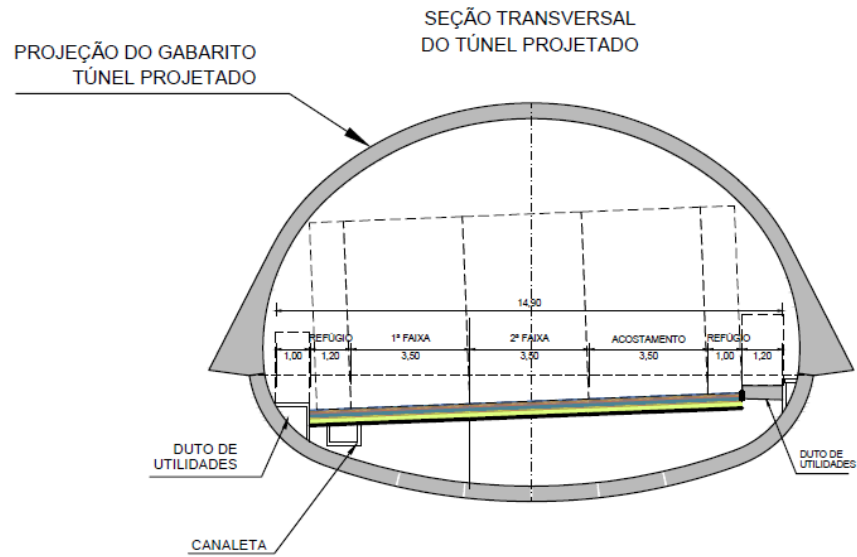 SEÇÃO TRANSVERSAL
DO TÚNEL PROJETADO
PROJEÇÃO DO GABARITO
TÚNEL PROJETADO
14,90
REFÚGIO 1ª FAIXA 2ª FAIXA ACOSTAMENTO REFÚGIO
1,00 1,20 3,50 3,50 3,50 1,00 1,20
DUTO DE
UTILIDADES
DUTO DE
UTILIDADES
CANALETA